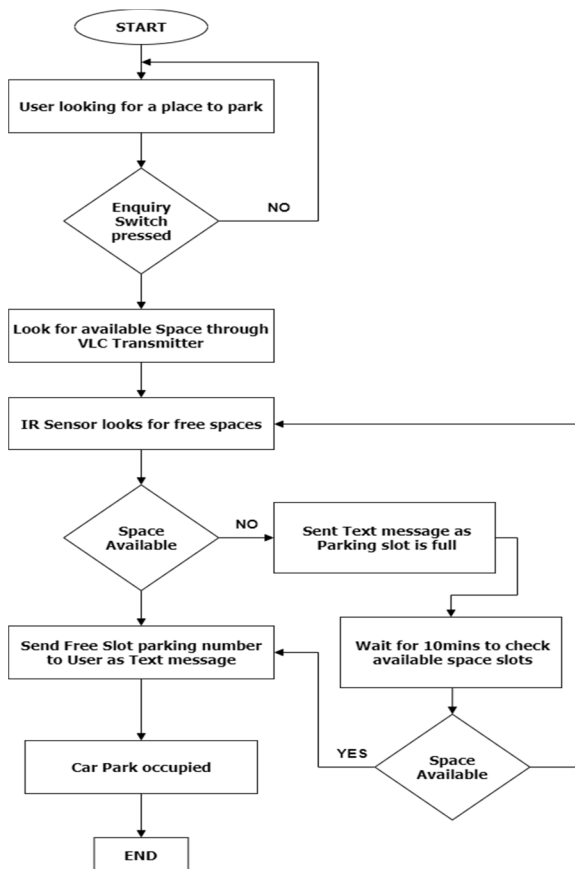 START
User looking for a place to park
Enquiry
Switch
pressed
NO
Look for available Space through
VLC Transmitter
IR Sensor looks for free spaces
Space
Available
NO
Sent Text message as
Parking slot is full
Send Free Slot parking number
to User as Text message
Wait for 10mins to check
available space slots
Car Park occupied
YES
Space
Available
END